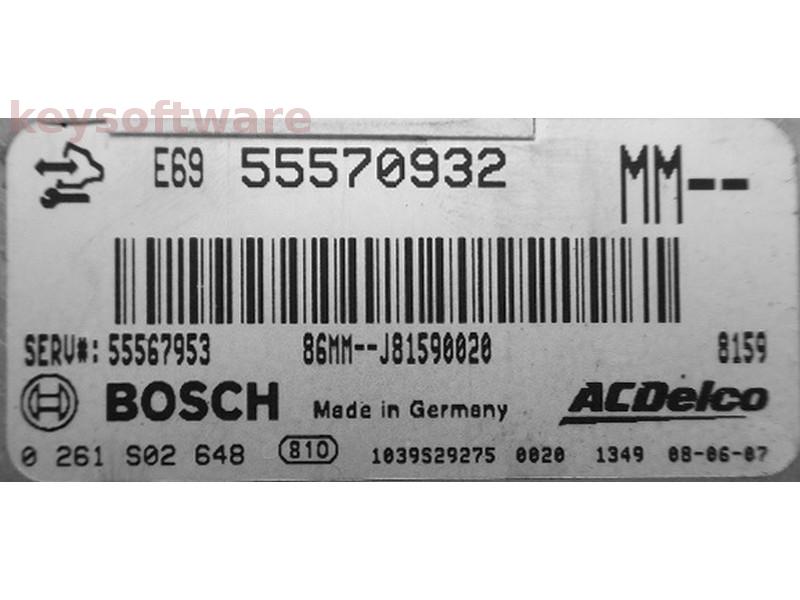 keysoftware
E69 55570932 MM--
SERV#: 55567953 86MM--J81590020 8159
BOSCH Made in Germany ACDelco
0 261 S02 648 810 1039S29275 0020 1349 08-06-07